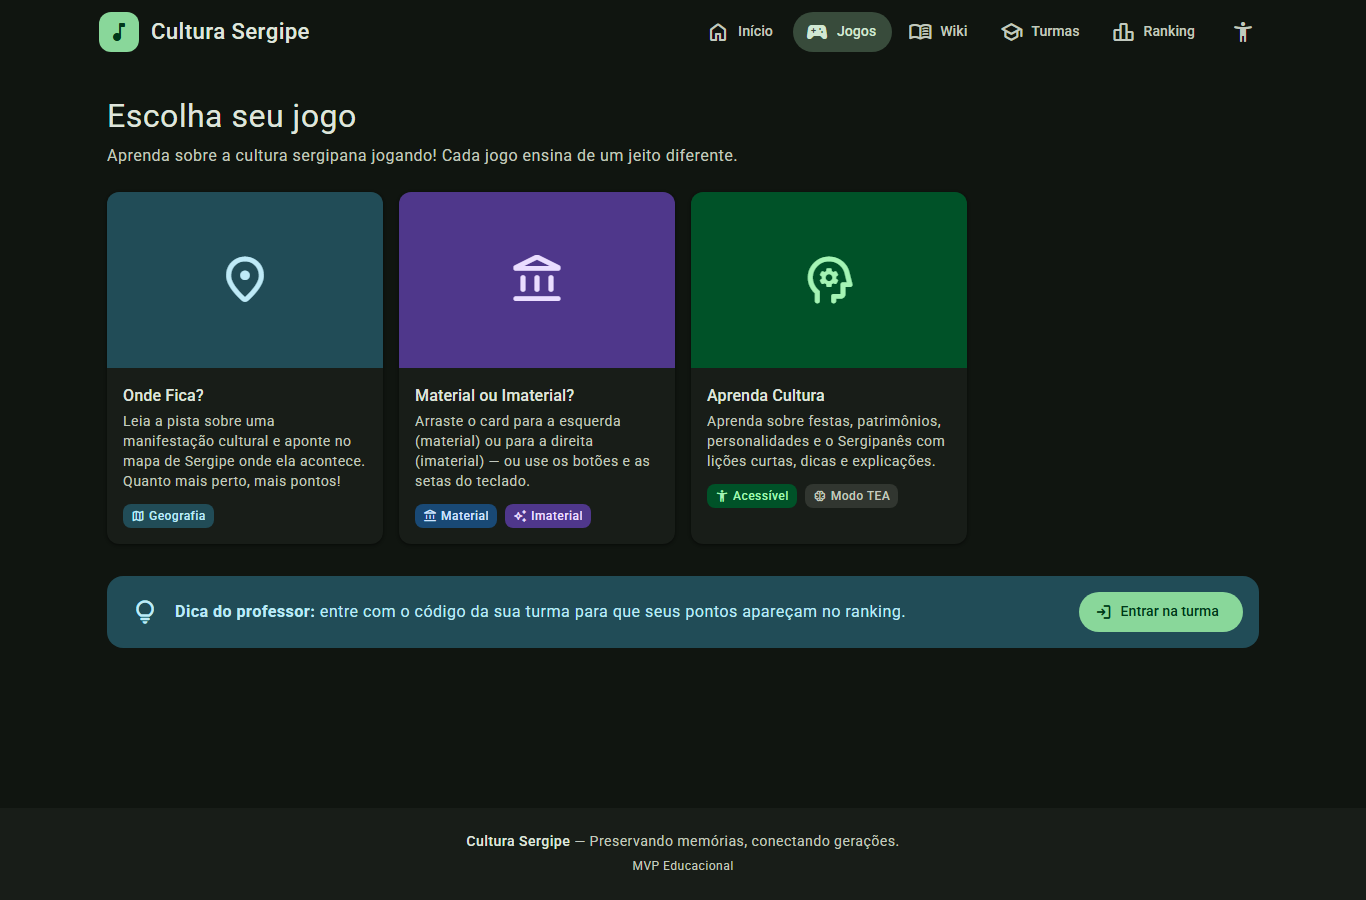 Cultura Sergipe
Início
Jogos
Wiki
Turmas
Ranking
Escolha seu jogo
Aprenda sobre a cultura sergipana jogando! Cada jogo ensina de um jeito diferente.
Onde Fica?
Leia a pista sobre uma
manifestação cultural e aponte no
mapa de Sergipe onde ela acontece.
Quanto mais perto, mais pontos!
Geografia
Material ou Imaterial?
Arraste o card para a esquerda
(material) ou para a direita
(imaterial) — ou use os botões e as
setas do teclado.
Material
Imaterial
Aprenda Cultura
Aprenda sobre festas, patrimônios,
personalidades e o Sergipanês com
lições curtas, dicas e explicações.
Acessível
Modo TEA
Dica do professor: entre com o código da sua turma para que seus pontos apareçam no ranking.
Entrar na turma
Cultura Sergipe — Preservando memórias, conectando gerações.
MVP Educacional